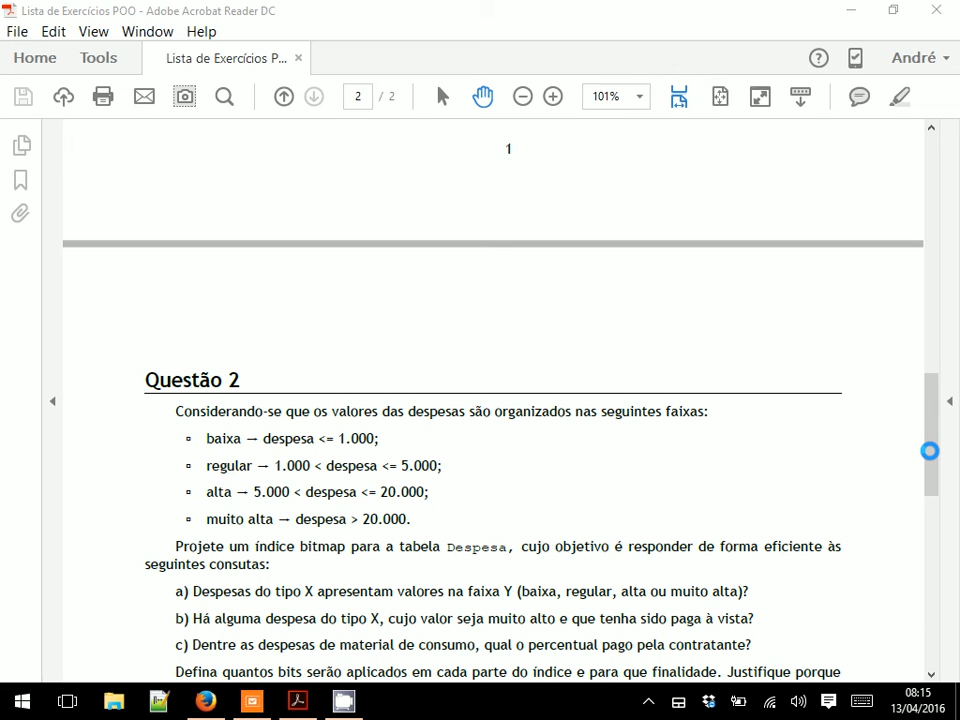 Lista de Exercícios POO - Adobe Acrobat Reader DC
File Edit View Window Help
Home Tools Lista de Exercícios P... × André
2 / 2 101%
1
Questão 2
Considerando-se que os valores das despesas são organizados nas seguintes faixas:
▫ baixa → despesa <= 1.000;
▫ regular → 1.000 < despesa <= 5.000;
▫ alta → 5.000 < despesa <= 20.000;
▫ muito alta → despesa > 20.000.
Projete um índice bitmap para a tabela Despesa, cujo objetivo é responder de forma eficiente às
seguintes consutas:
a) Despesas do tipo X apresentam valores na faixa Y (baixa, regular, alta ou muito alta)?
b) Há alguma despesa do tipo X, cujo valor seja muito alto e que tenha sido paga à vista?
c) Dentre as despesas de material de consumo, qual o percentual pago pela contratante?
Defina quantos bits serão aplicados em cada parte do índice e para que finalidade. Justifique porque
08:15
13/04/2016